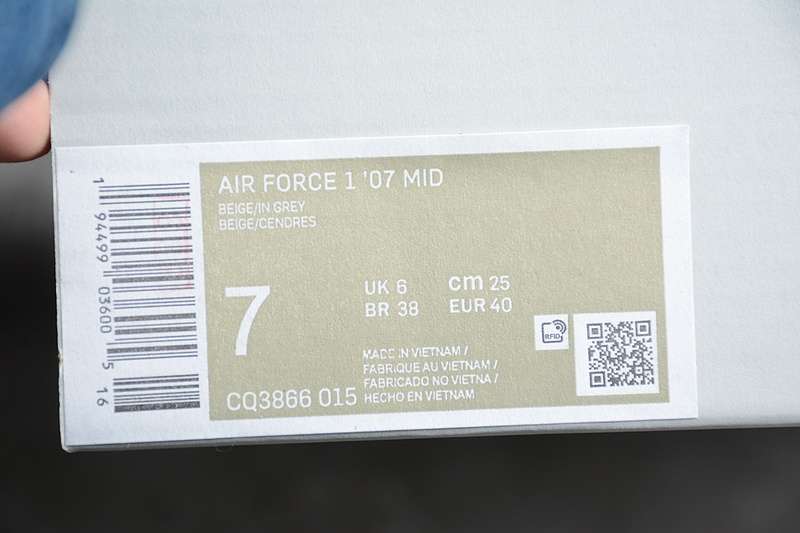 AIR FORCE 1 '07 MID
BEIGE/IN GREY
BEIGE/CENDRES
7
UK 6 cm 25
BR 38 EUR 40
RFID
MADE IN VIETNAM /
FABRIQUE AU VIETNAM /
FABRICADO NO VIETNA /
HECHO EN VIETNAM
CQ3866 015
1 94499 03600 5 16